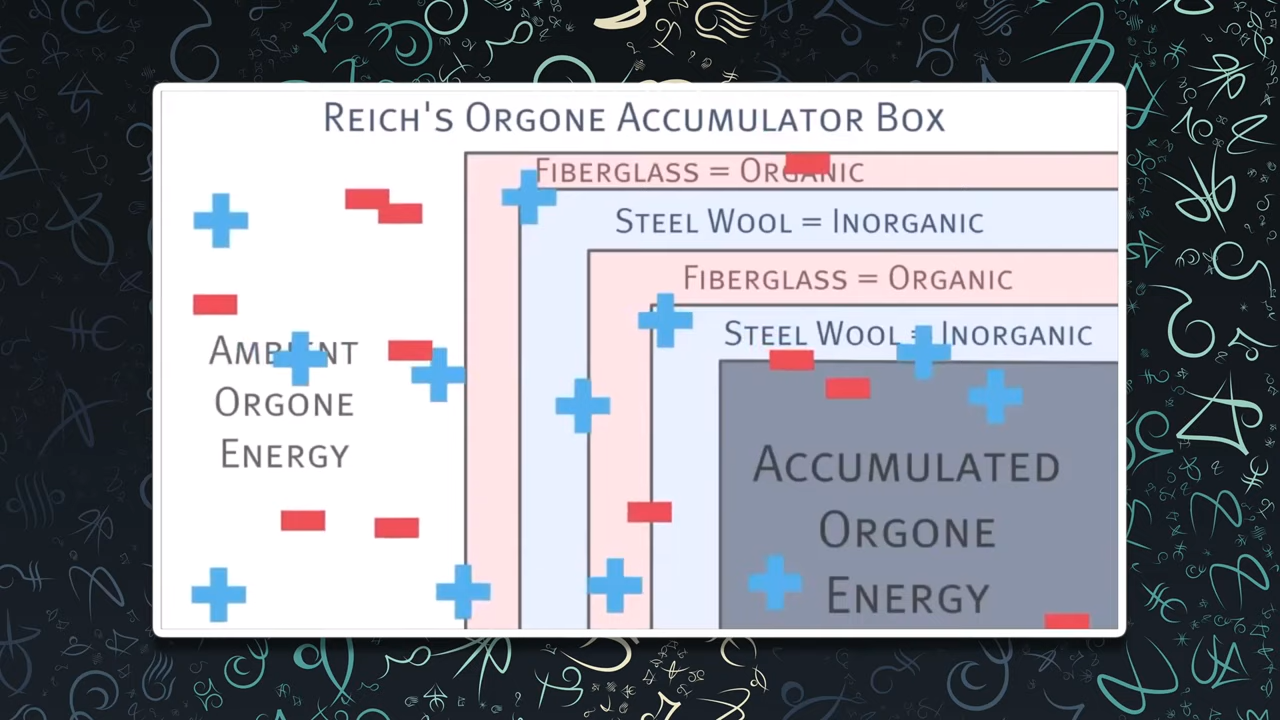 Reich's Orgone Accumulator Box
Fiberglass = Organic
Steel Wool = Inorganic
Fiberglass = Organic
Steel Wool = Inorganic
Ambient
Orgone
Energy
Accumulated
Orgone
Energy